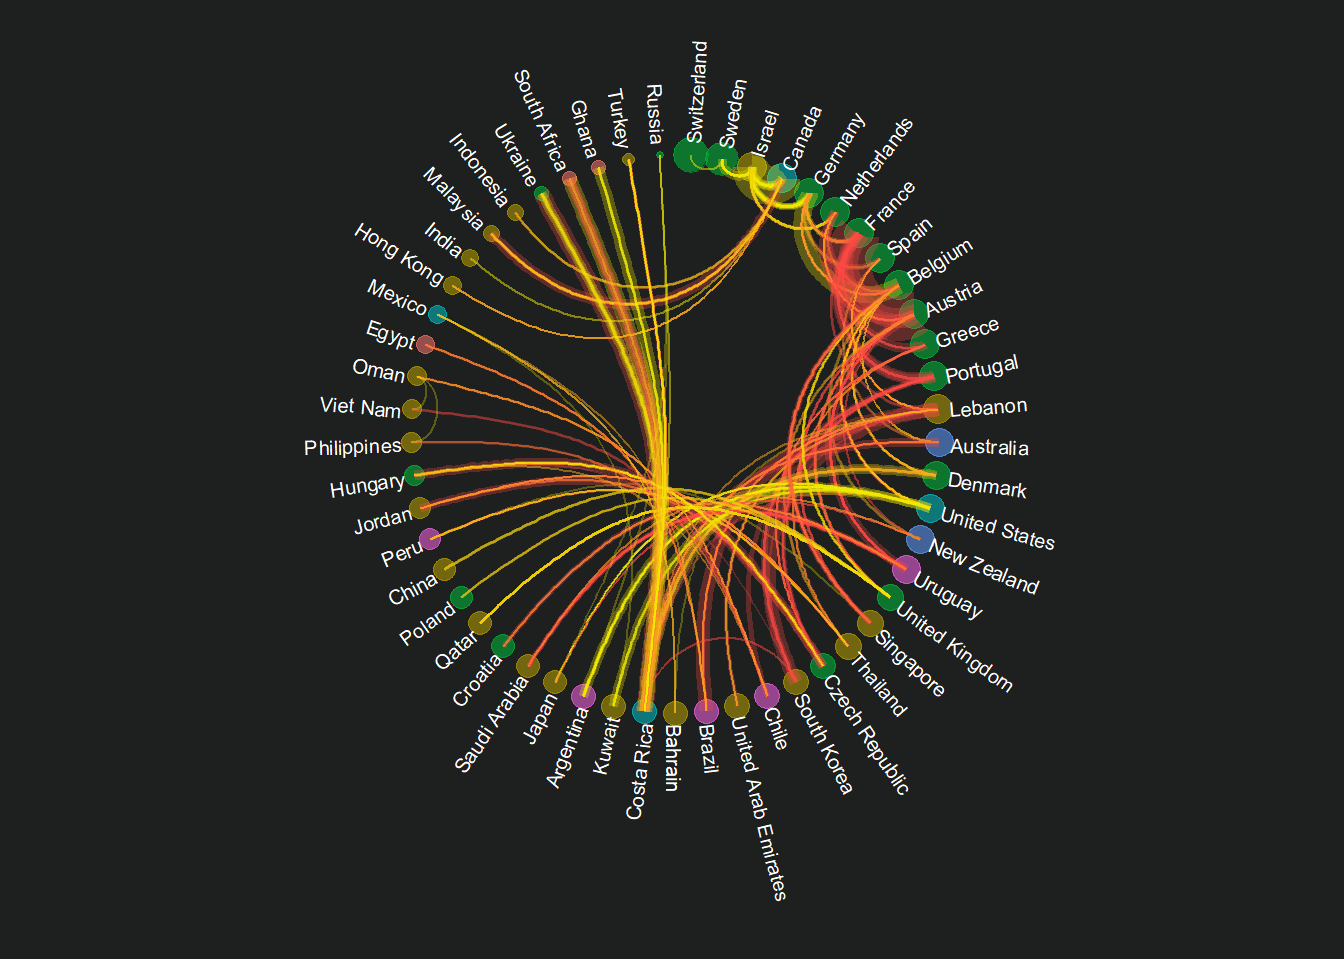 Switzerland
Sweden
Israel
Canada
Germany
Netherlands
France
Spain
Belgium
Austria
Greece
Portugal
Lebanon
Australia
Denmark
United States
New Zealand
Uruguay
United Kingdom
Singapore
Thailand
Czech Republic
South Korea
Chile
United Arab Emirates
Brazil
Bahrain
Costa Rica
Kuwait
Argentina
Japan
Saudi Arabia
Croatia
Qatar
Poland
China
Peru
Jordan
Hungary
Philippines
Viet Nam
Oman
Egypt
Mexico
Hong Kong
India
Malaysia
Indonesia
Ukraine
South Africa
Ghana
Turkey
Russia